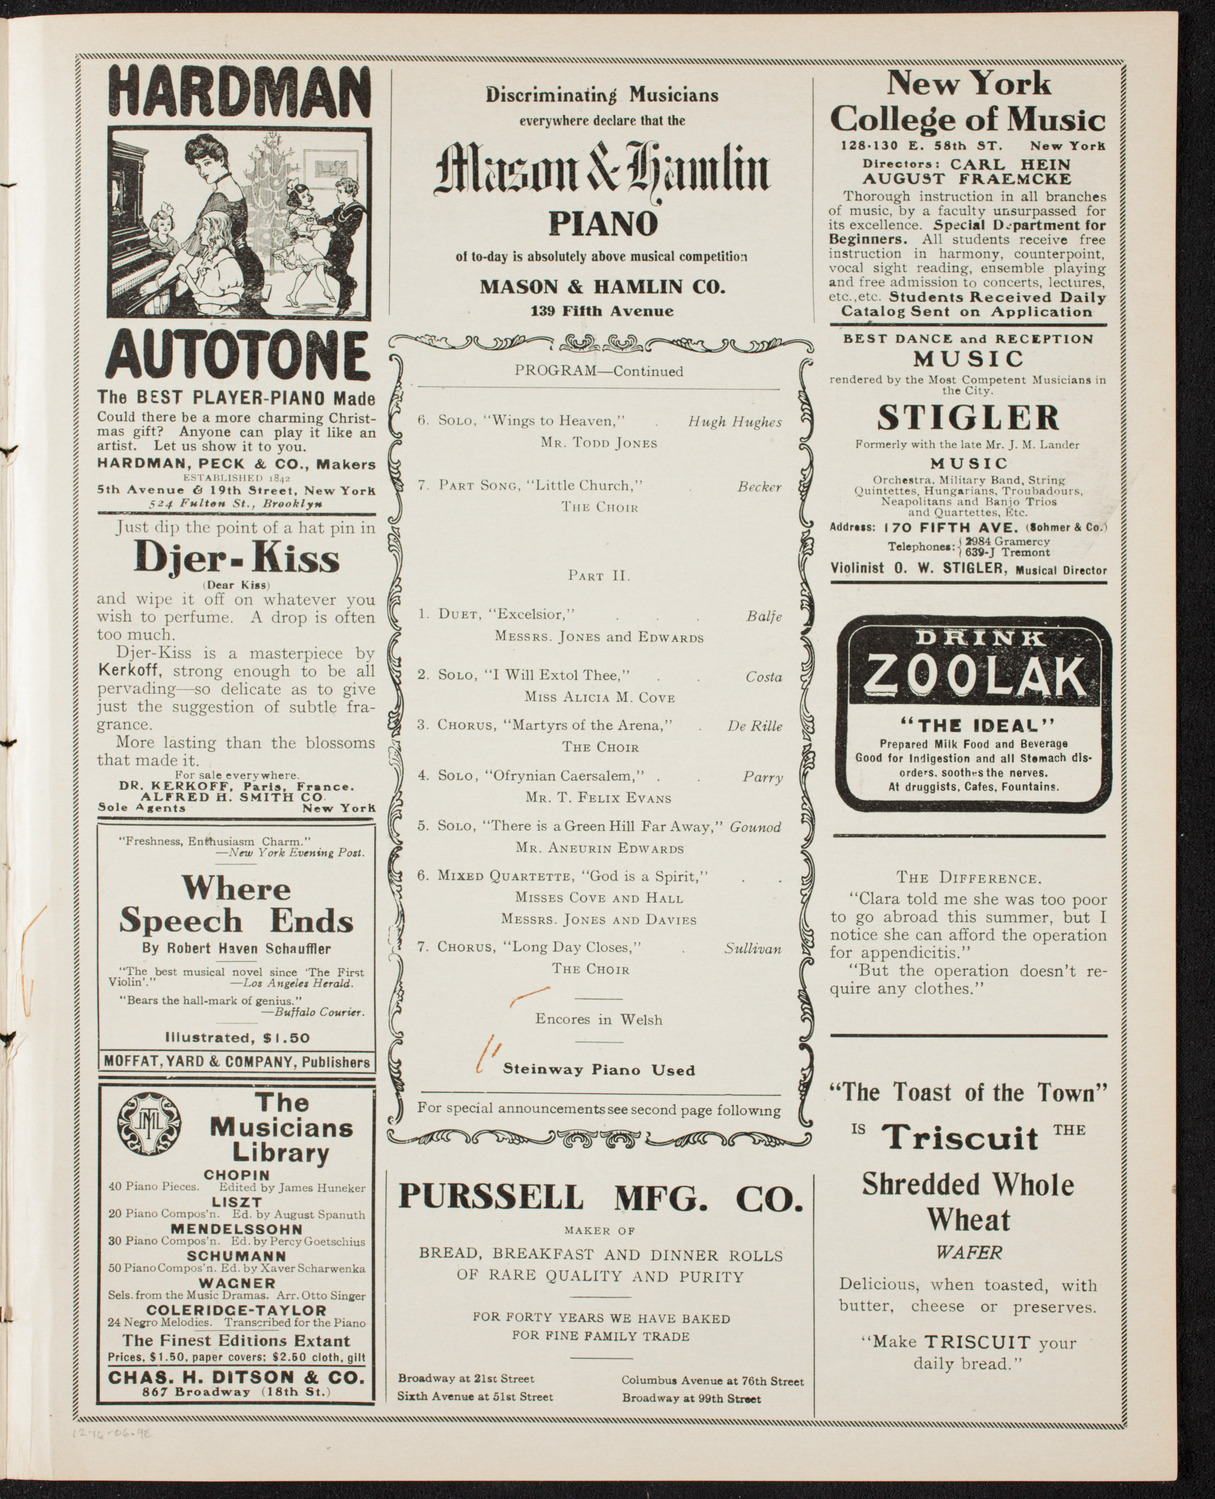 HARDMAN
AUTOTONE
The BEST PLAYER-PIANO Made
Could there be a more charming Christ-
mas gift? Anyone can play it like an
artist. Let us show it to you.
HARDMAN, PECK & CO., Makers
ESTABLISHED 1842
5th Avenue & 19th Street, New York
524 Fulton St., Brooklyn
Just dip the point of a hat pin in
Djer-Kiss
(Dear Kiss)
and wipe it off on whatever you
wish to perfume. A drop is often
too much.
Djer-Kiss is a masterpiece by
Kerkoff, strong enough to be all
pervading—so delicate as to give
just the suggestion of subtle fra-
grance.
More lasting than the blossoms
that made it.
For sale everywhere.
DR. KERKOFF, Paris, France.
ALFRED H. SMITH CO.
Sole Agents New York
"Freshness, Enthusiasm Charm."
—New York Evening Post.
Where
Speech Ends
By Robert Haven Schauffler
"The best musical novel since 'The First
Violin'." —Los Angeles Herald.
"Bears the hall-mark of genius."
—Buffalo Courier.
Illustrated, $1.50
MOFFAT, YARD & COMPANY, Publishers
TML
The
Musicians
Library
CHOPIN
40 Piano Pieces. Edited by James Huneker
LISZT
20 Piano Compos'n. Ed. by August Spanuth
MENDELSSOHN
30 Piano Compos'n. Ed. by Percy Goetschius
SCHUMANN
50 Piano Compos'n. Ed. by Xaver Scharwenka
WAGNER
Sels. from the Music Dramas. Arr. Otto Singer
COLERIDGE-TAYLOR
24 Negro Melodies. Transcribed for the Piano
The Finest Editions Extant
Prices, $1.50, paper covers; $2.50 cloth, gilt
CHAS. H. DITSON & CO.
867 Broadway (18th St.)
Discriminating Musicians
everywhere declare that the
Mason & Hamlin
PIANO
of to-day is absolutely above musical competition
MASON & HAMLIN CO.
139 Fifth Avenue
PROGRAM—Continued
6. SOLO, "Wings to Heaven," . Hugh Hughes
MR. TODD JONES
7. PART SONG, "Little Church," . Becker
THE CHOIR
PART II.
1. DUET, "Excelsior," . . . Balfe
MESSRS. JONES and EDWARDS
2. SOLO, "I Will Extol Thee," . . Costa
MISS ALICIA M. COVE
3. CHORUS, "Martyrs of the Arena," . De Rille
THE CHOIR
4. SOLO, "Ofrynian Caersalem," . . Parry
MR. T. FELIX EVANS
5. SOLO, "There is a Green Hill Far Away," Gounod
MR. ANEURIN EDWARDS
6. MIXED QUARTETTE, "God is a Spirit," . .
MISSES COVE AND HALL
MESSRS. JONES AND DAVIES
7. CHORUS, "Long Day Closes," . Sullivan
THE CHOIR
Encores in Welsh
Steinway Piano Used
For special announcements see second page following
PURSSELL MFG. CO.
MAKER OF
BREAD, BREAKFAST AND DINNER ROLLS
OF RARE QUALITY AND PURITY
FOR FORTY YEARS WE HAVE BAKED
FOR FINE FAMILY TRADE
Broadway at 21st Street Columbus Avenue at 76th Street
Sixth Avenue at 51st Street Broadway at 99th Street
New York
College of Music
128-130 E. 58th ST. New York
Directors: CARL HEIN
AUGUST FRAEMCKE
Thorough instruction in all branches
of music, by a faculty unsurpassed for
its excellence. Special Department for
Beginners. All students receive free
instruction in harmony, counterpoint,
vocal sight reading, ensemble playing
and free admission to concerts, lectures,
etc., etc. Students Received Daily
Catalog Sent on Application
BEST DANCE and RECEPTION
MUSIC
rendered by the Most Competent Musicians in
the City.
STIGLER
Formerly with the late Mr. J. M. Lander
MUSIC
Orchestra, Military Band, String
Quintettes, Hungarians, Troubadours,
Neapolitans and Banjo Trios
and Quartettes, Etc.
Address: 170 FIFTH AVE. (Sohmer & Co.)
Telephones: { 2984 Gramercy
639-J Tremont
Violinist O. W. STIGLER, Musical Director
DRINK
ZOOLAK
"THE IDEAL"
Prepared Milk Food and Beverage
Good for Indigestion and all Stomach dis-
orders. soothes the nerves.
At druggists, Cafes, Fountains.
THE DIFFERENCE.
"Clara told me she was too poor
to go abroad this summer, but I
notice she can afford the operation
for appendicitis."
"But the operation doesn't re-
quire any clothes."
"The Toast of the Town"
IS Triscuit THE
Shredded Whole
Wheat
WAFER
Delicious, when toasted, with
butter, cheese or preserves.
"Make TRISCUIT your
daily bread."
12-16-06-9E